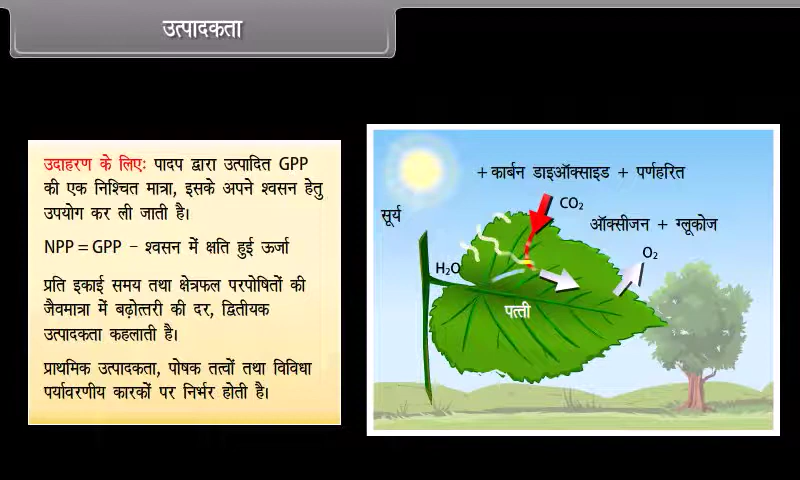 उत्पादकता
उदाहरण के लिए: पादप द्वारा उत्पादित GPP
की एक निश्चित मात्रा, इसके अपने श्वसन हेतु
उपयोग कर ली जाती है।
NPP = GPP - श्वसन में क्षति हुई ऊर्जा
प्रति इकाई समय तथा क्षेत्रफल परपोषितों की
जैवमात्रा में बढ़ोत्तरी की दर, द्वितीयक
उत्पादकता कहलाती है।
प्राथमिक उत्पादकता, पोषक तत्वों तथा विविधा
पर्यावरणीय कारकों पर निर्भर होती है।
+ कार्बन डाइऑक्साइड + पर्णहरित
CO₂
सूर्य
ऑक्सीजन + ग्लूकोज
O₂
H₂O
पत्ती